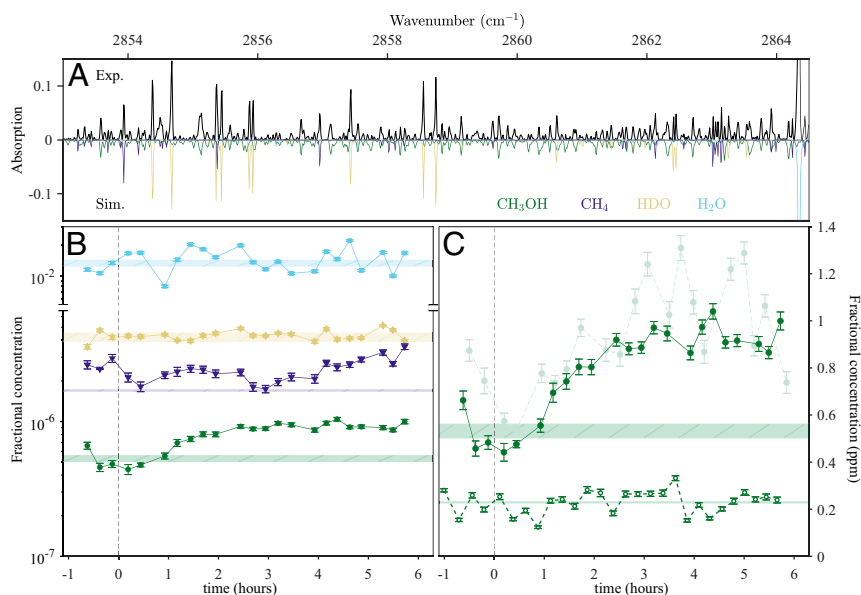 Wavenumber (cm⁻¹)
2854 2856 2858 2860 2862 2864
A Exp.
0.1
0
-0.1
Absorption
Sim.
CH₃OH CH₄ HDO H₂O
B C
10⁻²
10⁻⁶
10⁻⁷
Fractional concentration
1.4
1.2
1
0.8
0.6
0.4
0.2
0
Fractional concentration (ppm)
-1 0 1 2 3 4 5 6
time (hours)
-1 0 1 2 3 4 5 6
time (hours)